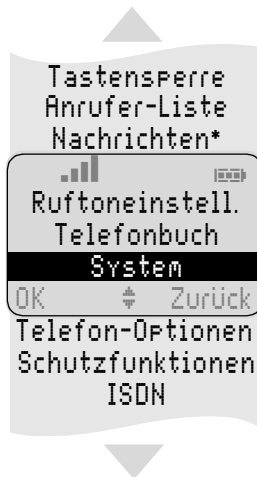 Tastensperre
Anrufer-Liste
Nachrichten*
Ruftoneinstell.
Telefonbuch
System
OK Zurück
Telefon-Optionen
Schutzfunktionen
ISDN